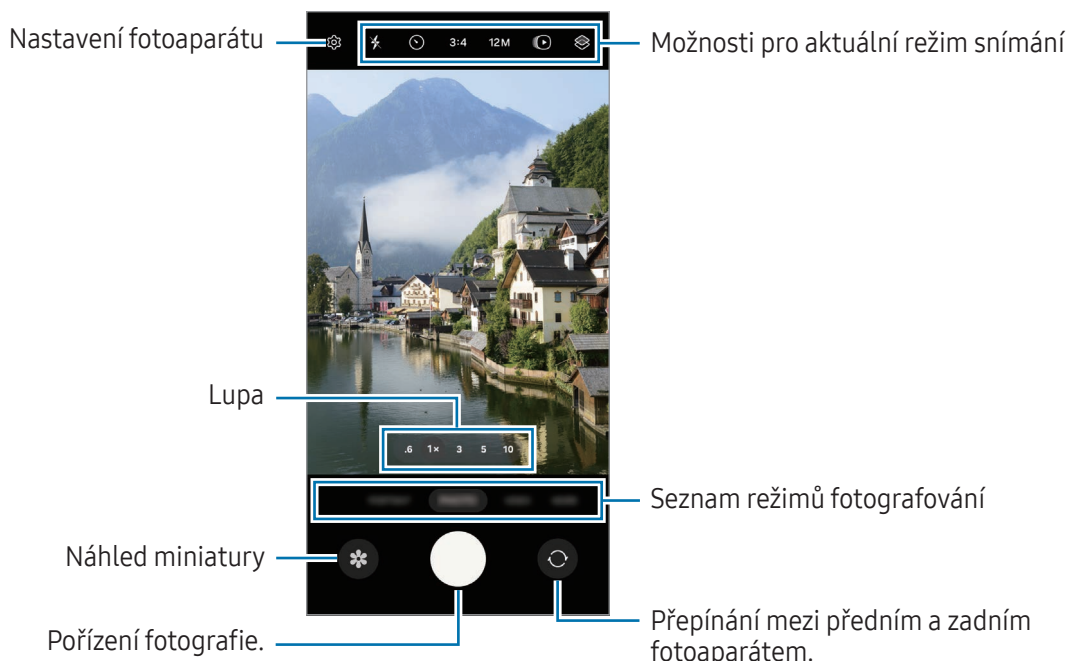 Nastavení fotoaparátu
3:4
12M
Možnosti pro aktuální režim snímání
Lupa
.6 1× 3 5 10
Seznam režimů fotografování
Náhled miniatury
Pořízení fotografie.
Přepínání mezi předním a zadním
fotoaparátem.